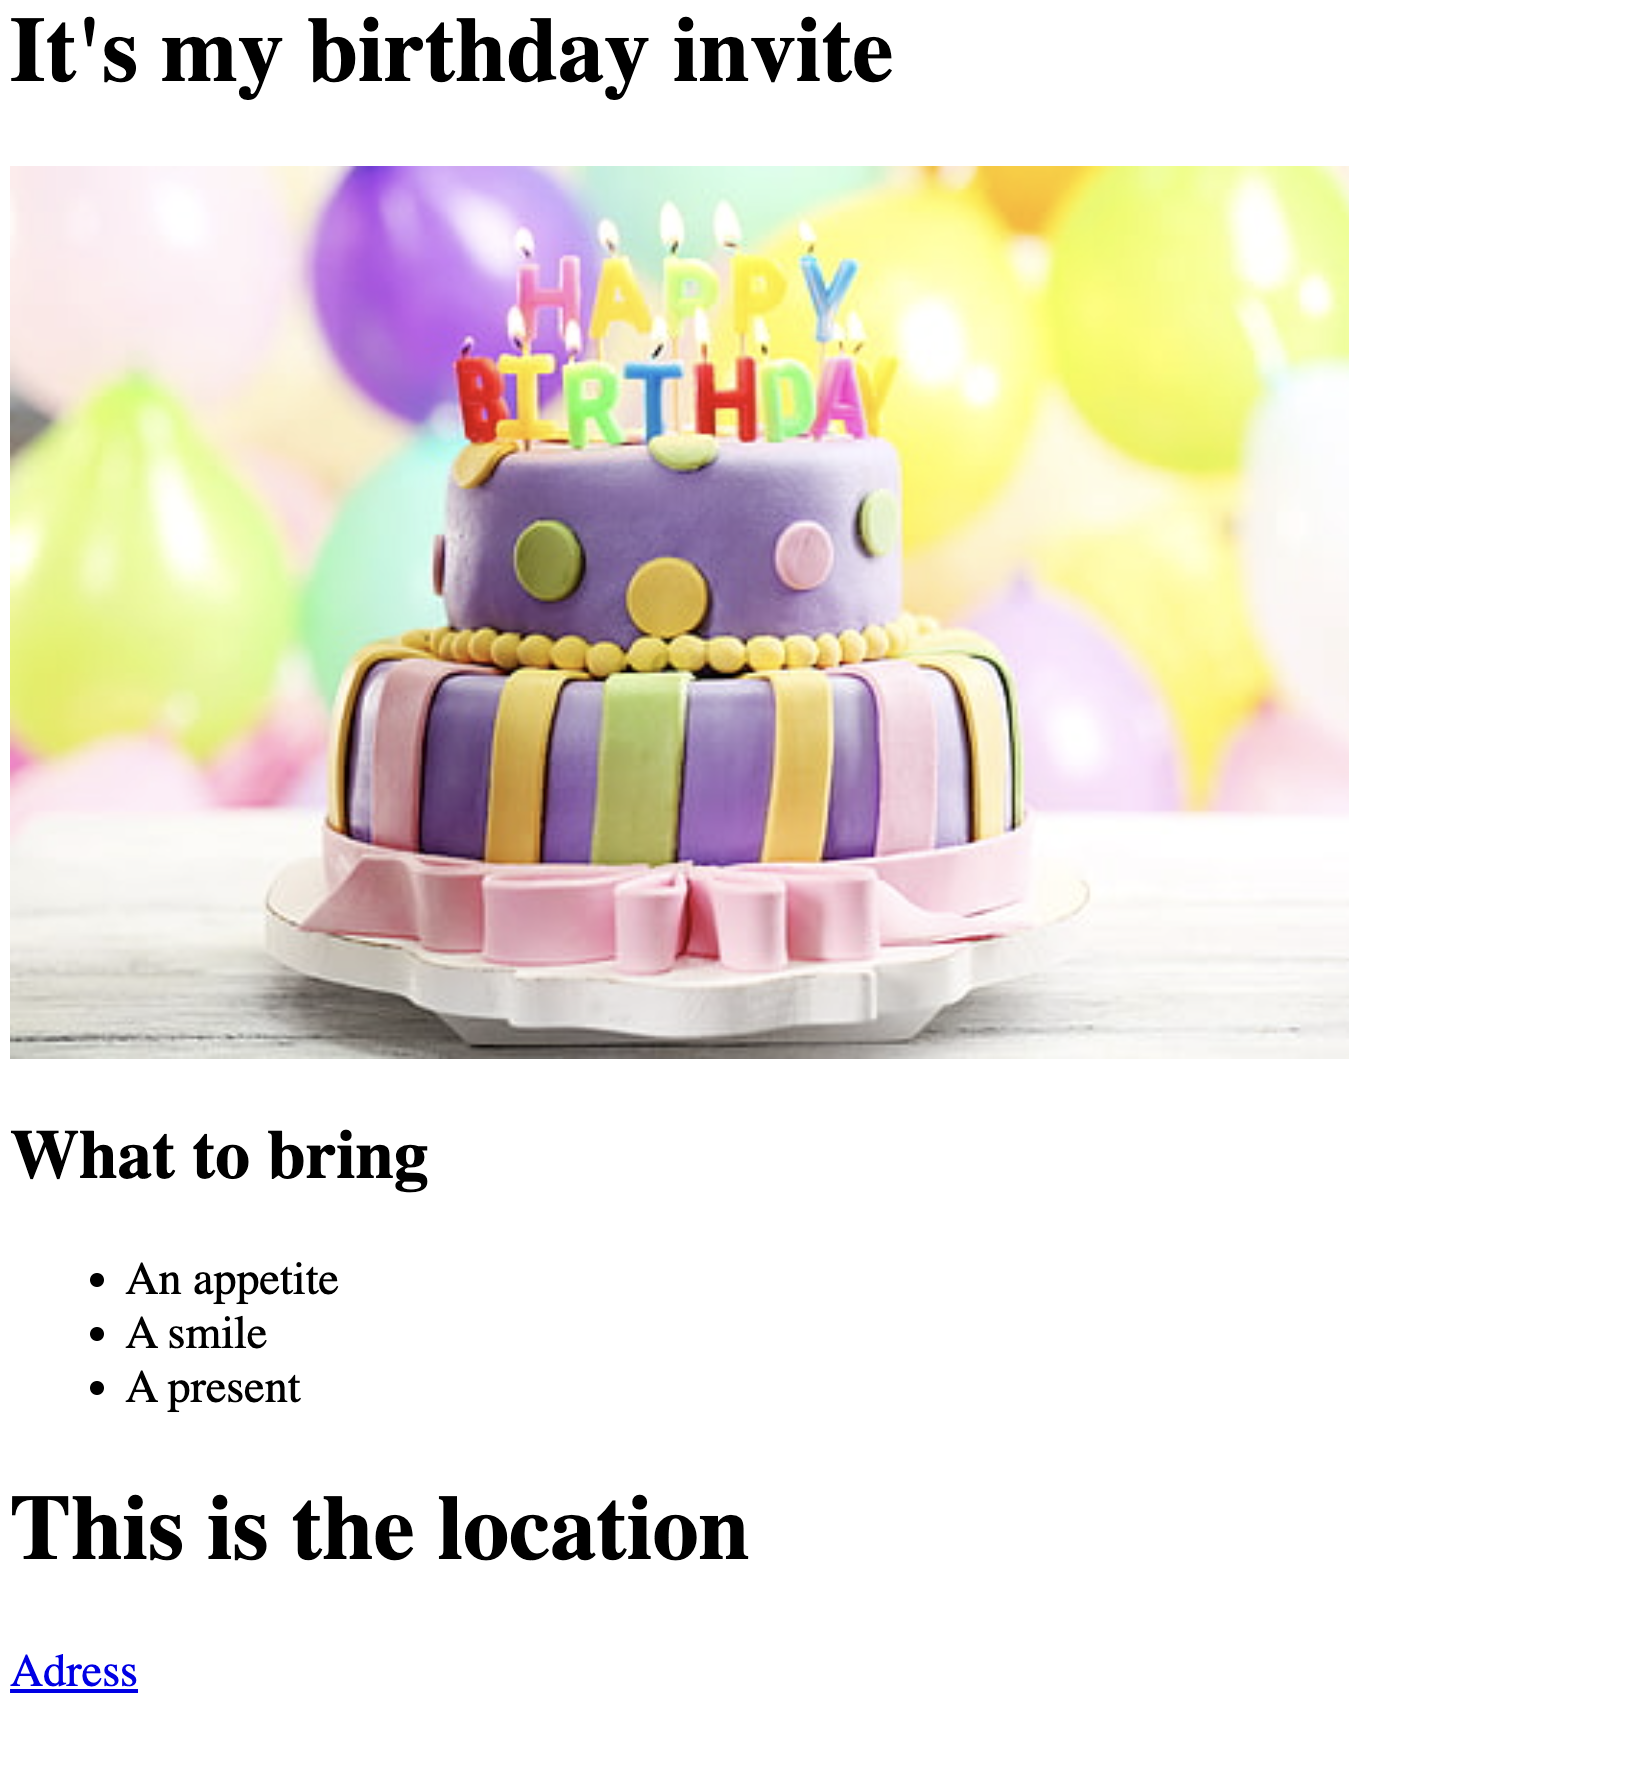 It's my birthday invite
HAPPY
BIRTHDAY
What to bring
An appetite
A smile
A present
This is the location
Adress